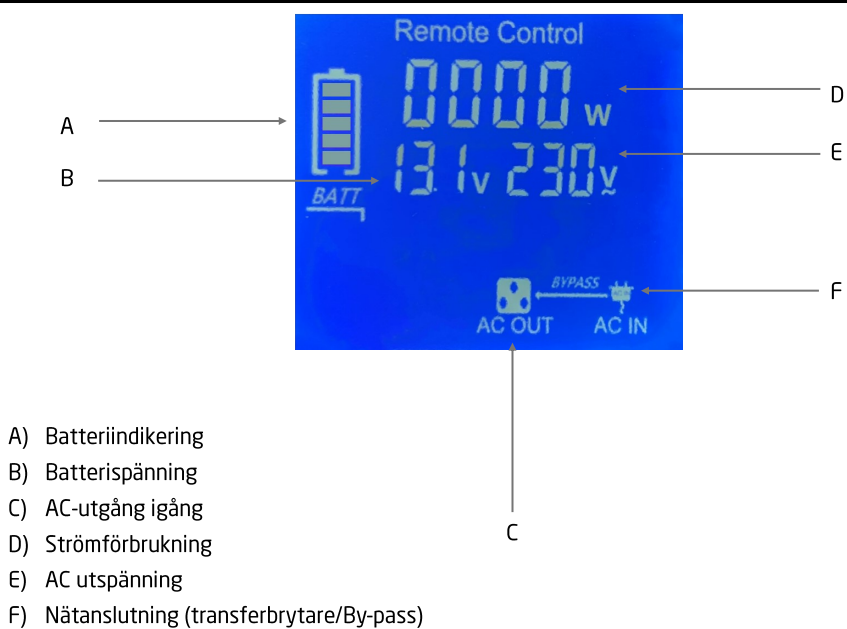 Remote Control
0000 W
A
D
13.1 V 230 V
B
E
BATT
BYPASS
F
AC OUT AC IN
C
A) Batteriindikering
B) Batterispänning
C) AC-utgång igång
D) Strömförbrukning
E) AC utspänning
F) Nätanslutning (transferbrytare/By-pass)